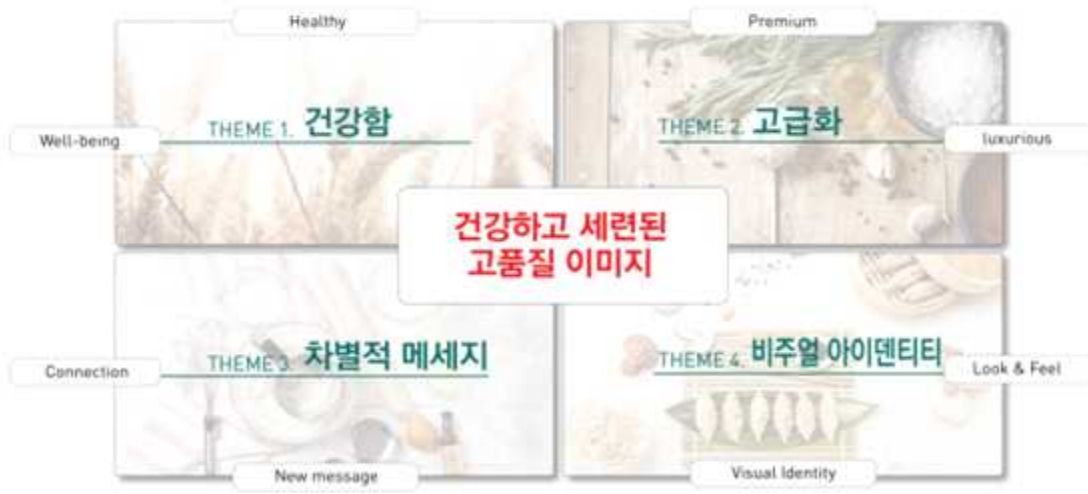 Healthy
Premium
THEME 1. 건강함
THEME 2. 고급화
Well-being
luxurious
건강하고 세련된
고품질 이미지
THEME 3. 차별적 메세지
THEME 4. 비주얼 아이덴티티
Connection
Look & Feel
New message
Visual Identity